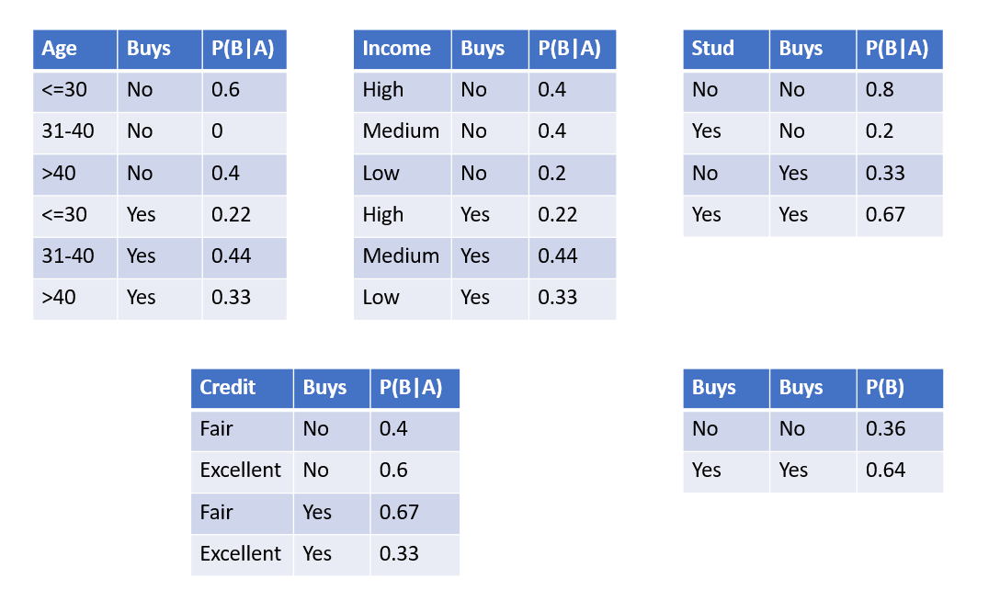 Age Buys P(B|A)
<=30 No 0.6
31-40 No 0
>40 No 0.4
<=30 Yes 0.22
31-40 Yes 0.44
>40 Yes 0.33
Income Buys P(B|A)
High No 0.4
Medium No 0.4
Low No 0.2
High Yes 0.22
Medium Yes 0.44
Low Yes 0.33
Stud Buys P(B|A)
No No 0.8
Yes No 0.2
No Yes 0.33
Yes Yes 0.67
Credit Buys P(B|A)
Fair No 0.4
Excellent No 0.6
Fair Yes 0.67
Excellent Yes 0.33
Buys Buys P(B)
No No 0.36
Yes Yes 0.64